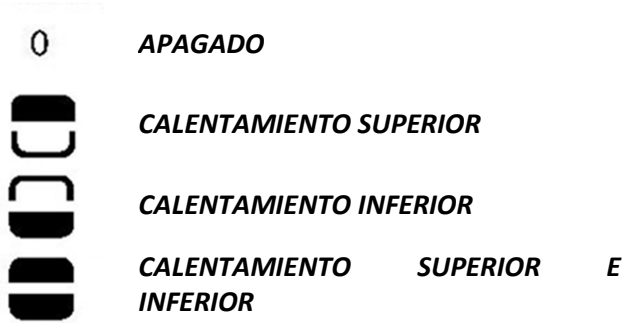 0 APAGADO
CALENTAMIENTO SUPERIOR
CALENTAMIENTO INFERIOR
CALENTAMIENTO SUPERIOR E
INFERIOR